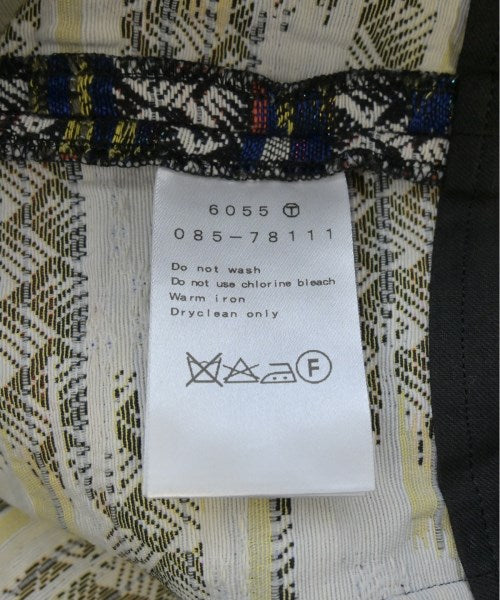 6055 Ⓣ
085-78111
Do not wash
Do not use chlorine bleach
Warm iron
Dryclean only
F